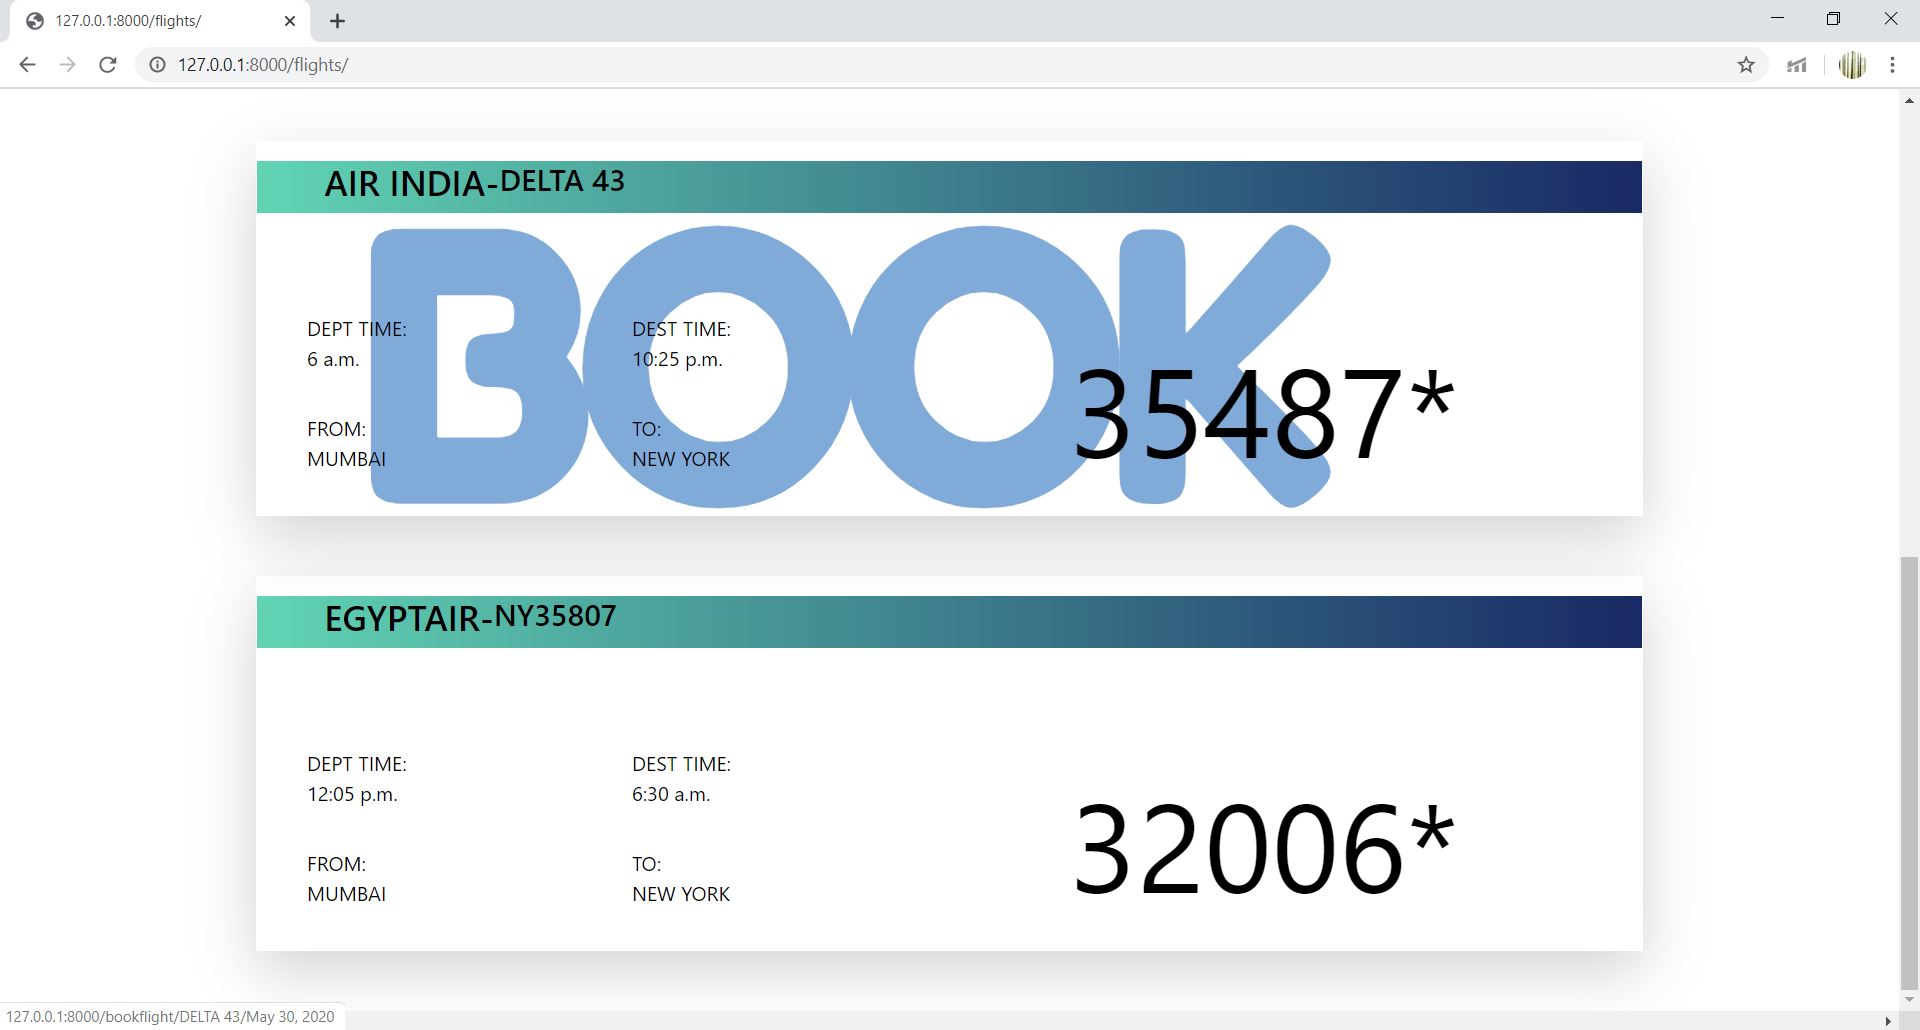 127.0.0.1:8000/flights/
127.0.0.1:8000/flights/
AIR INDIA-DELTA 43
BOOK
DEPT TIME: DEST TIME:
6 a.m. 10:25 p.m.
35487*
FROM: TO:
MUMBAI NEW YORK
EGYPTAIR-NY35807
DEPT TIME: DEST TIME:
12:05 p.m. 6:30 a.m.
32006*
FROM: TO:
MUMBAI NEW YORK
127.0.0.1:8000/bookflight/DELTA 43/May 30, 2020